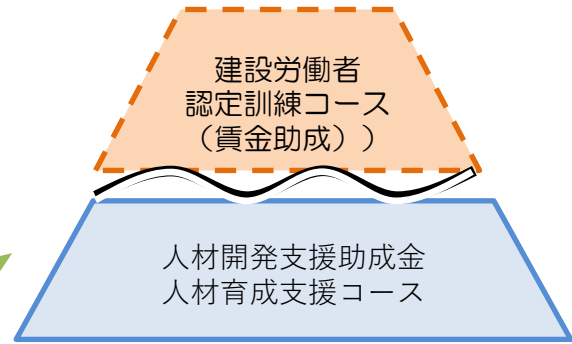 建設労働者
認定訓練コース
（賃金助成））
人材開発支援助成金
人材育成支援コース